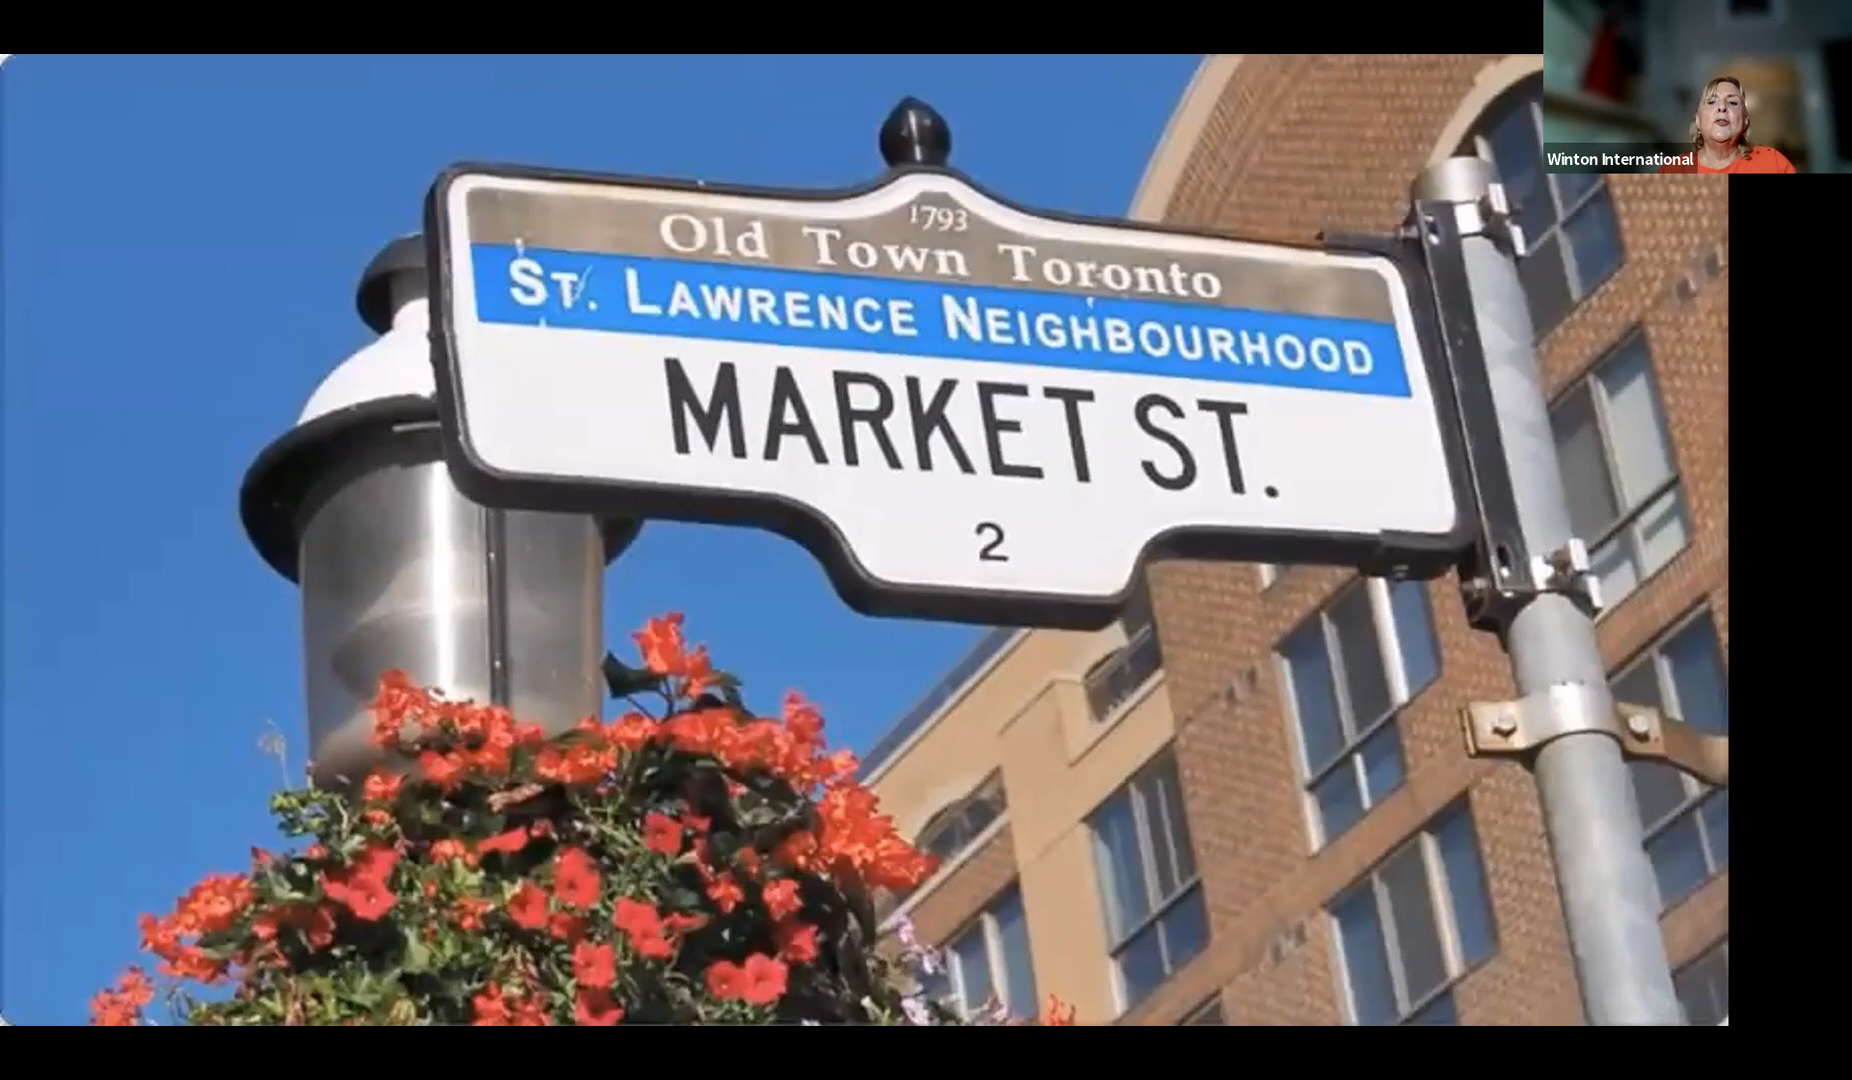 1793
Old Town Toronto
ST. LAWRENCE NEIGHBOURHOOD
MARKET ST.
2
Winton International